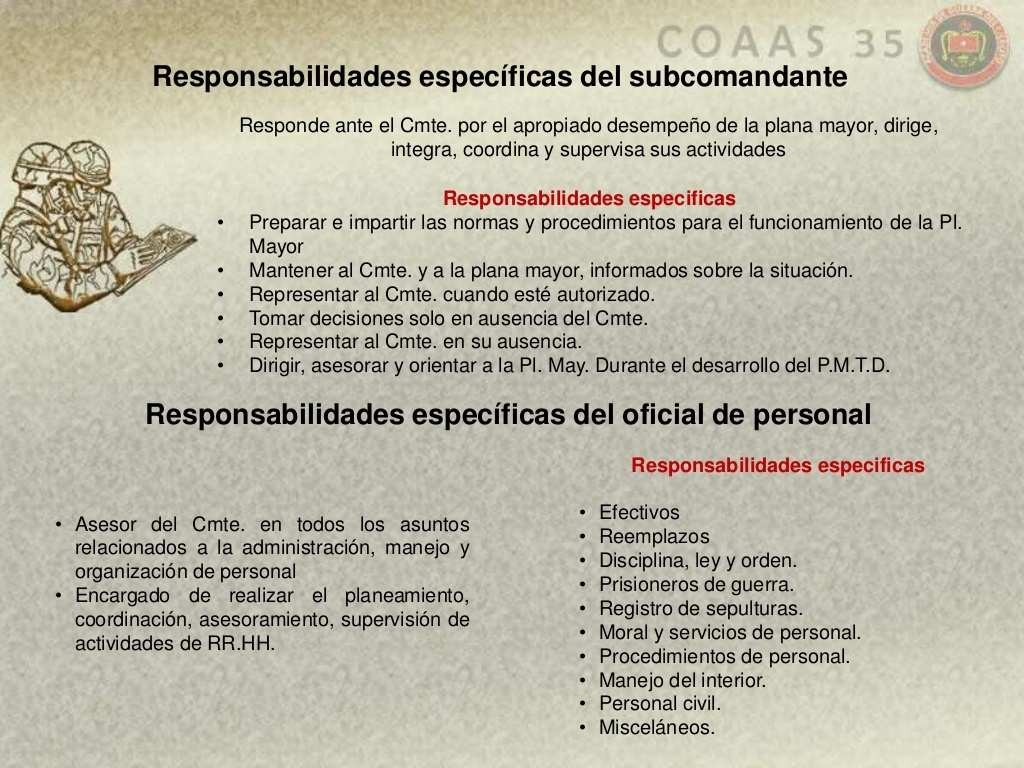 COAAS 35
Responsabilidades específicas del subcomandante
Responde ante el Cmte. por el apropiado desempeño de la plana mayor, dirige,
integra, coordina y supervisa sus actividades
Responsabilidades especificas
• Preparar e impartir las normas y procedimientos para el funcionamiento de la Pl.
Mayor
• Mantener al Cmte. y a la plana mayor, informados sobre la situación.
• Representar al Cmte. cuando esté autorizado.
• Tomar decisiones solo en ausencia del Cmte.
• Representar al Cmte. en su ausencia.
• Dirigir, asesorar y orientar a la Pl. May. Durante el desarrollo del P.M.T.D.
Responsabilidades específicas del oficial de personal
• Asesor del Cmte. en todos los asuntos
relacionados a la administración, manejo y
organización de personal
• Encargado de realizar el planeamiento,
coordinación, asesoramiento, supervisión de
actividades de RR.HH.
Responsabilidades especificas
• Efectivos
• Reemplazos
• Disciplina, ley y orden.
• Prisioneros de guerra.
• Registro de sepulturas.
• Moral y servicios de personal.
• Procedimientos de personal.
• Manejo del interior.
• Personal civil.
• Misceláneos.